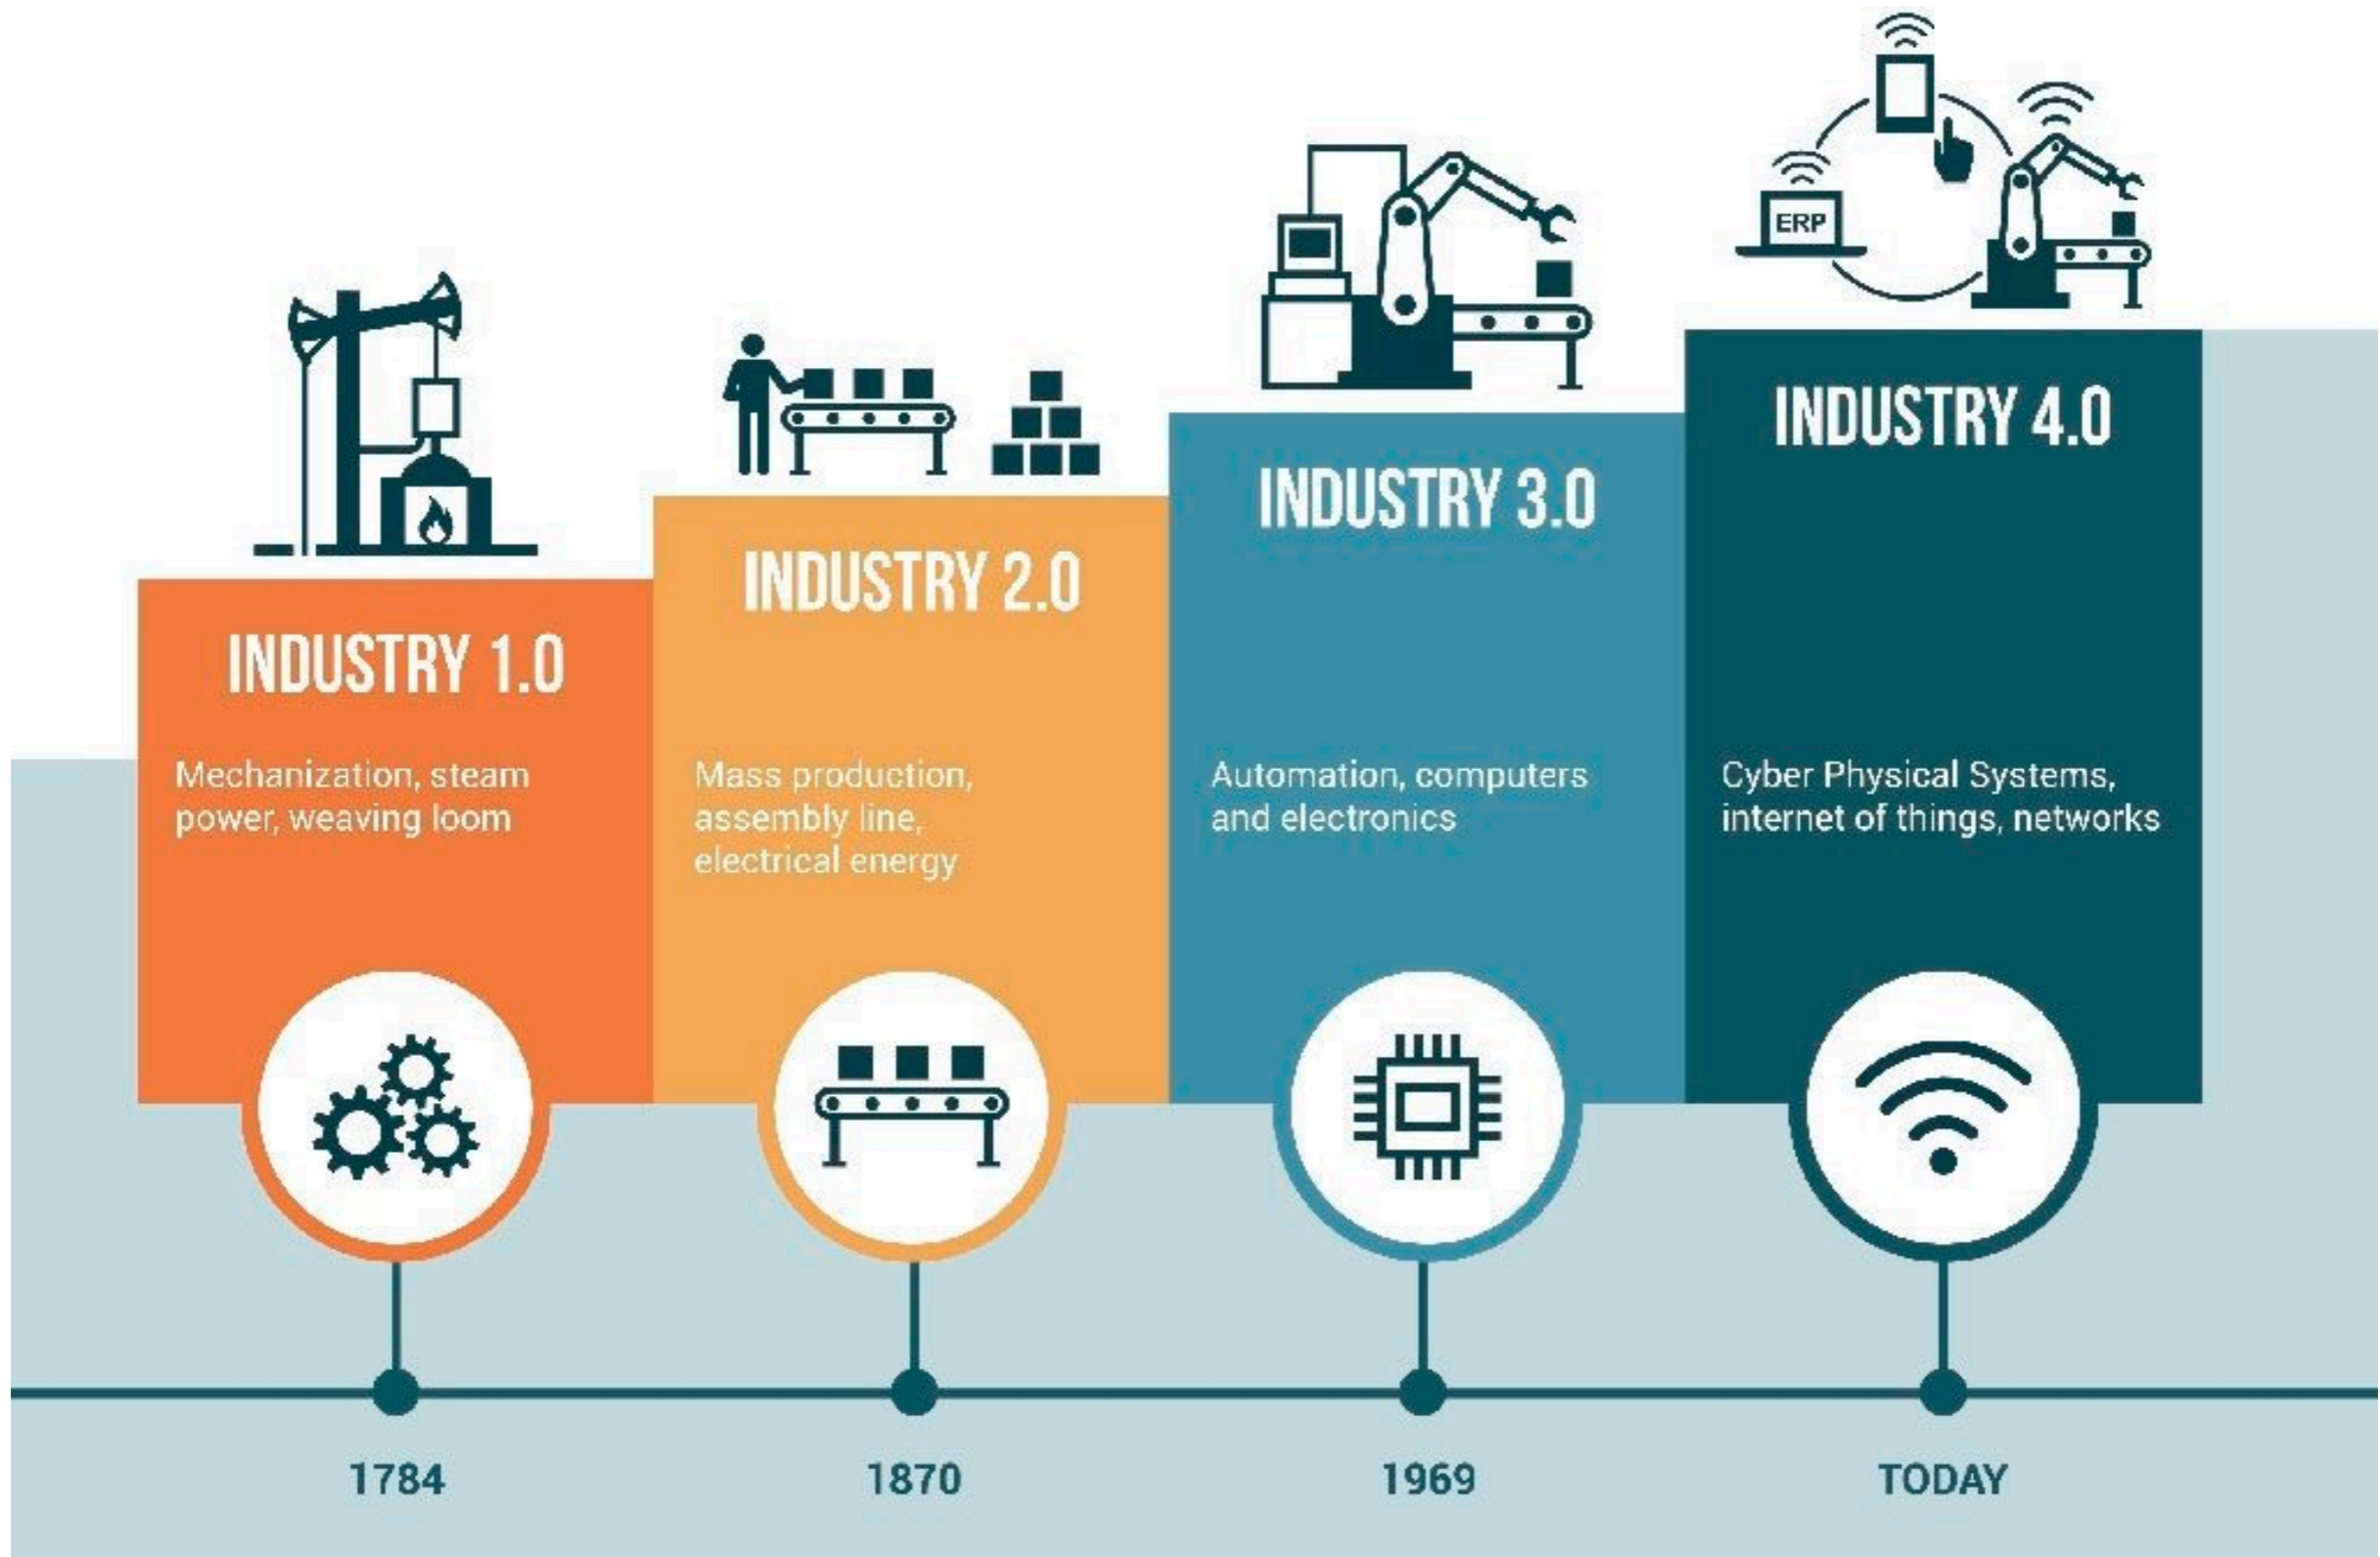 ERP
INDUSTRY 1.0
Mechanization, steam
power, weaving loom
1784
INDUSTRY 2.0
Mass production,
assembly line,
electrical energy
1870
INDUSTRY 3.0
Automation, computers
and electronics
1969
INDUSTRY 4.0
Cyber Physical Systems,
internet of things, networks
TODAY